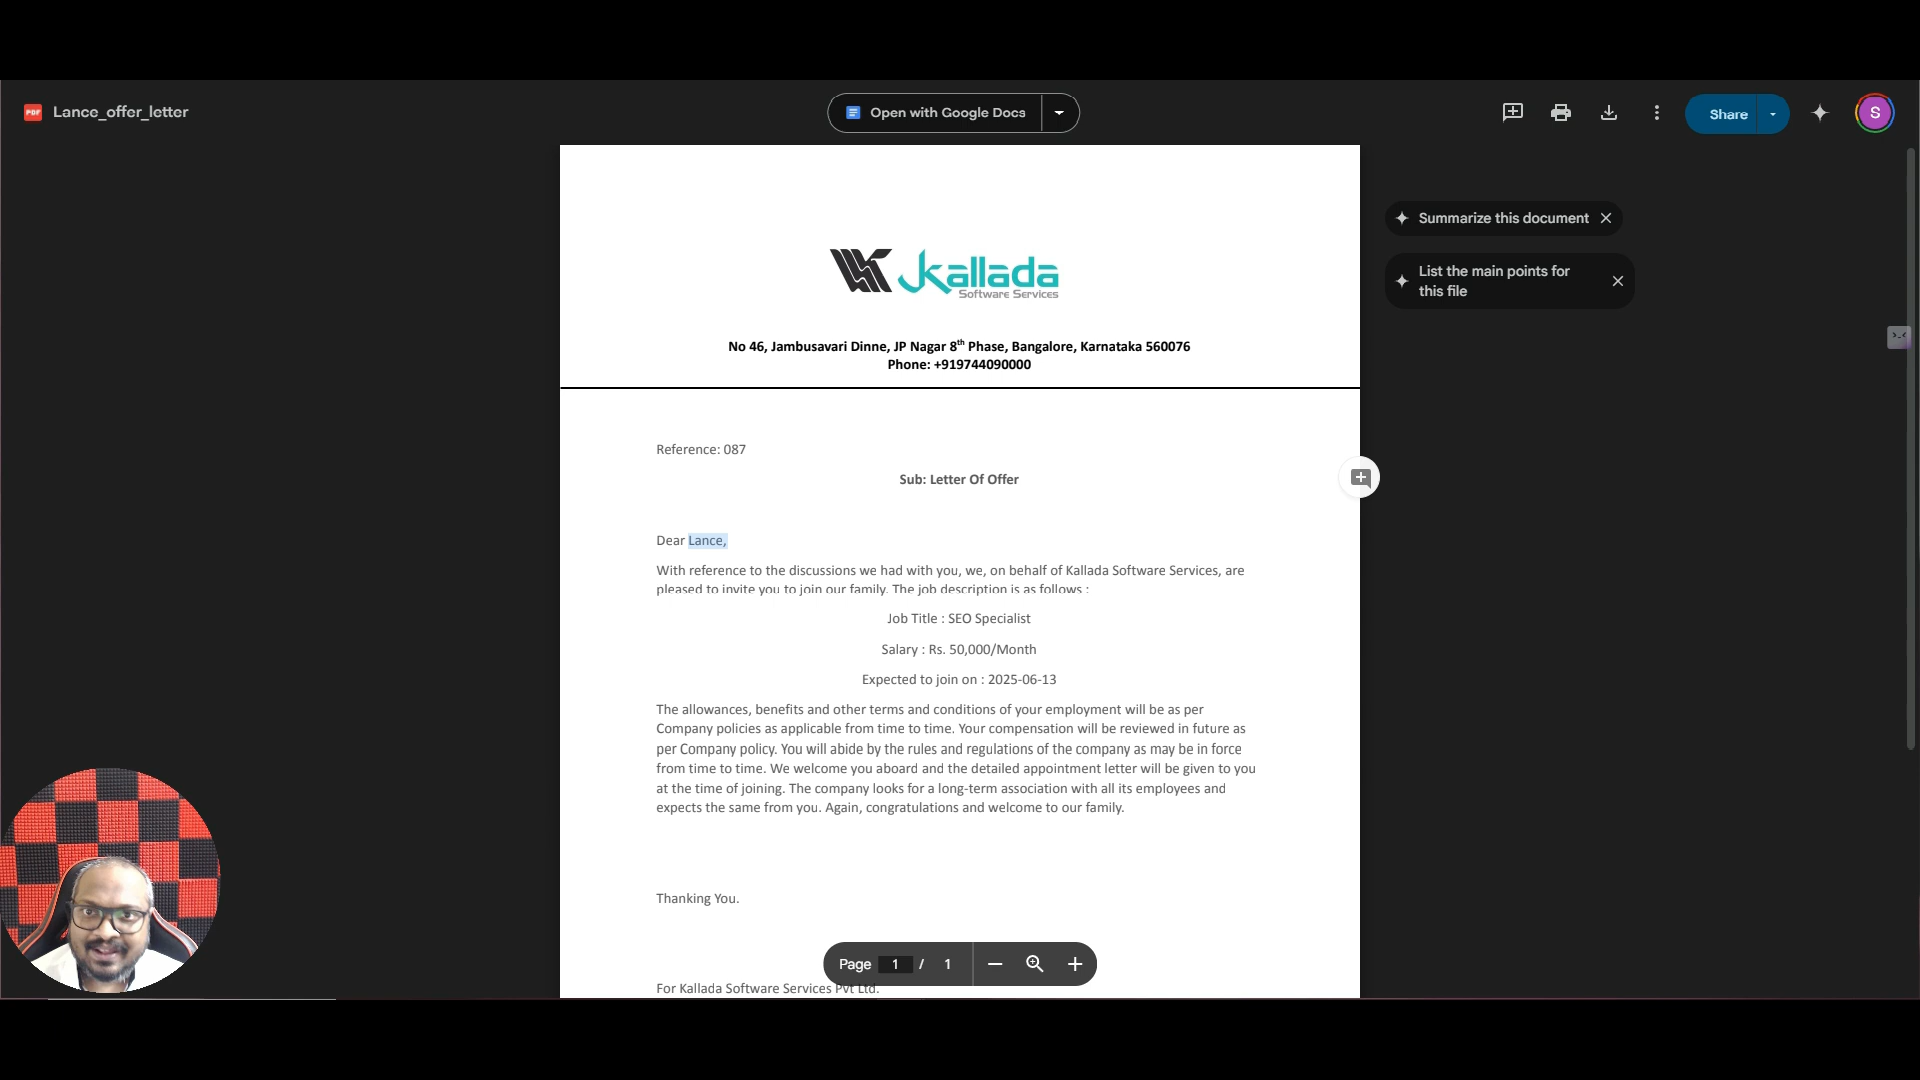 PDF
Lance_offer_letter
Open with Google Docs
Share
S
Summarize this document
List the main points for
this file
Kallada
Software Services
No 46, Jambusavari Dinne, JP Nagar 8th Phase, Bangalore, Karnataka 560076
Phone: +919744090000
Reference: 087
Sub: Letter Of Offer
Dear Lance,
With reference to the discussions we had with you, we, on behalf of Kallada Software Services, are
pleased to invite you to join our family. The job description is as follows :
Job Title : SEO Specialist
Salary : Rs. 50,000/Month
Expected to join on : 2025-06-13
The allowances, benefits and other terms and conditions of your employment will be as per
Company policies as applicable from time to time. Your compensation will be reviewed in future as
per Company policy. You will abide by the rules and regulations of the company as may be in force
from time to time. We welcome you aboard and the detailed appointment letter will be given to you
at the time of joining. The company looks for a long-term association with all its employees and
expects the same from you. Again, congratulations and welcome to our family.
Thanking You.
Page 1 / 1
For Kallada Software Services Pvt Ltd.